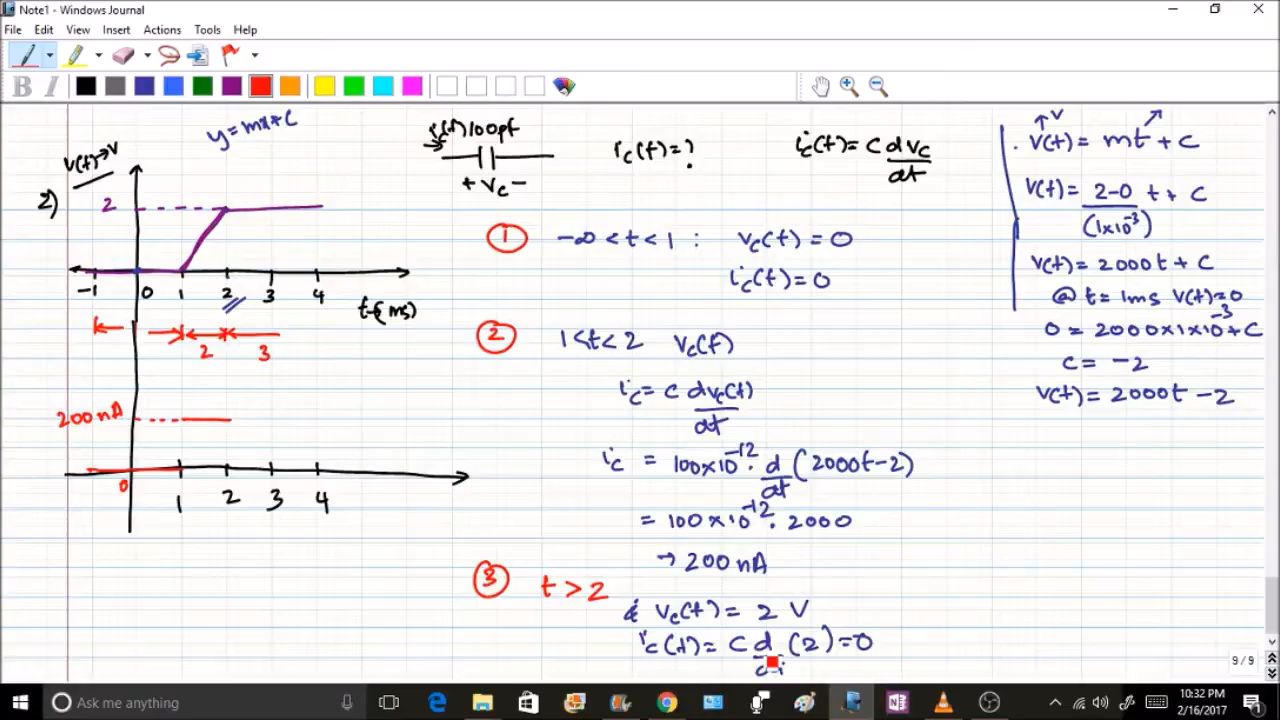 Note1 - Windows Journal
File Edit View Insert Actions Tools Help
B I
y=mx+C
V(t)→V
2)
2
-1 0 1 2 3 4
t→(ms)
2 3
200nA
0
1 2 3 4
ic(t) 100pf
+ Vc -
ic(t)=?
ic(t)= C dVc
dt
1 -∞ < t < 1 : Vc(t) = 0
ic(t)=0
2 1<t<2 Vc(t)
ic= C dVc(t)
dt
ic = 100×10^-12 . d (2000t-2)
dt
= 100×10^-12 . 2000
→ 200 nA
3 t > 2
Vc(t) = 2 V
ic(t)= C d (2) = 0
V
V(t) = mt + C
V(t) = 2-0 t + C
(1×10^-3)
V(t) = 2000t + C
@ t=1ms V(t)=0
0 = 2000×1×10^-3+C
C = -2
V(t) = 2000t -2
9 / 9
Ask me anything
10:32 PM
2/16/2017